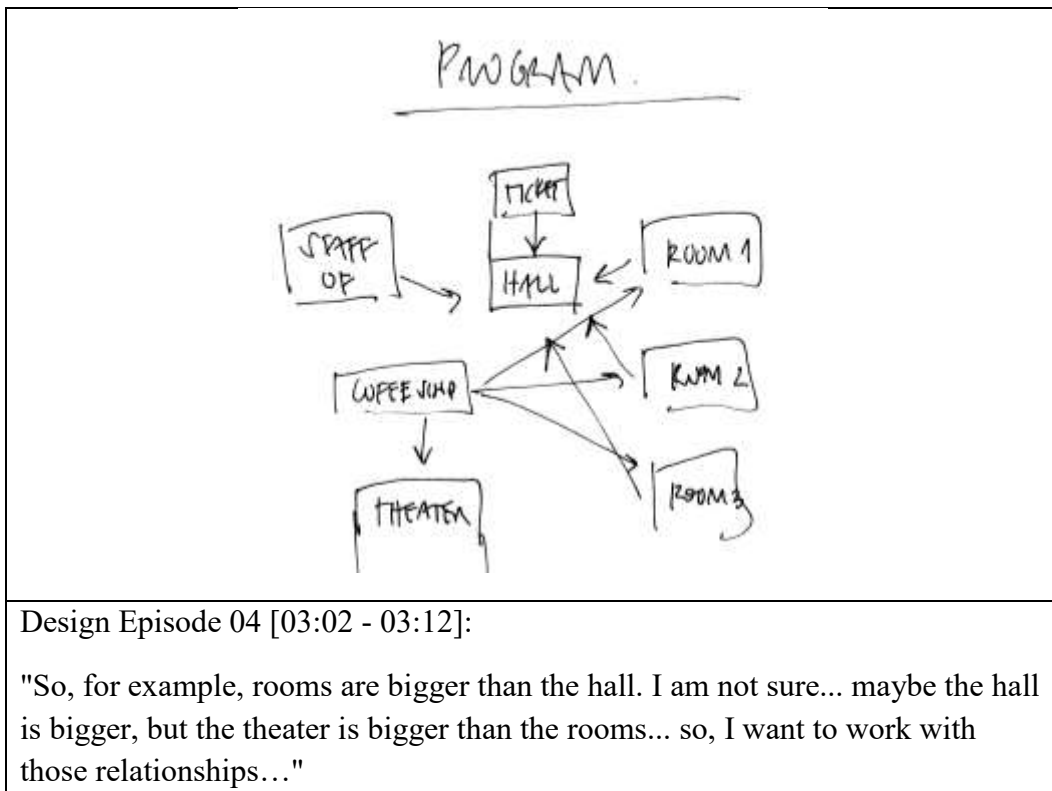 PROGRAM.
TICKET
STAFF
OF
HALL
ROOM 1
COFFEE SHOP
ROOM 2
THEATER
ROOM 3
Design Episode 04 [03:02 - 03:12]:
"So, for example, rooms are bigger than the hall. I am not sure... maybe the hall
is bigger, but the theater is bigger than the rooms... so, I want to work with
those relationships…"